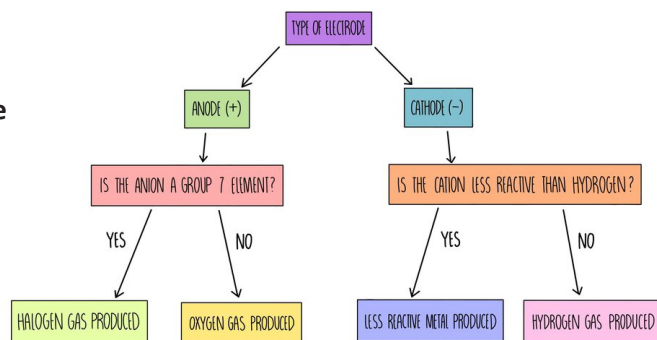 TYPE OF ELECTRODE
e
ANODE (+)
CATHODE (-)
IS THE ANION A GROUP 7 ELEMENT?
IS THE CATION LESS REACTIVE THAN HYDROGEN?
YES
NO
YES
NO
HALOGEN GAS PRODUCED
OXYGEN GAS PRODUCED
LESS REACTIVE METAL PRODUCED
HYDROGEN GAS PRODUCED